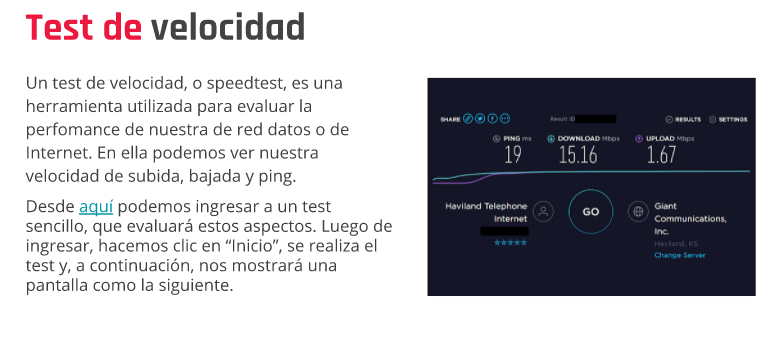 Test de velocidad
Un test de velocidad, o speedtest, es una
herramienta utilizada para evaluar la
perfomance de nuestra de red datos o de
Internet. En ella podemos ver nuestra
velocidad de subida, bajada y ping.
Desde aquí podemos ingresar a un test
sencillo, que evaluará estos aspectos. Luego de
ingresar, hacemos clic en “Inicio”, se realiza el
test y, a continuación, nos mostrará una
pantalla como la siguiente.
SHARE
Result ID
RESULTS
SETTINGS
PING ms
DOWNLOAD Mbps
UPLOAD Mbps
19
15.16
1.67
Haviland Telephone
Internet
GO
Giant
Communications,
Inc.
Haviland, KS
Change Server